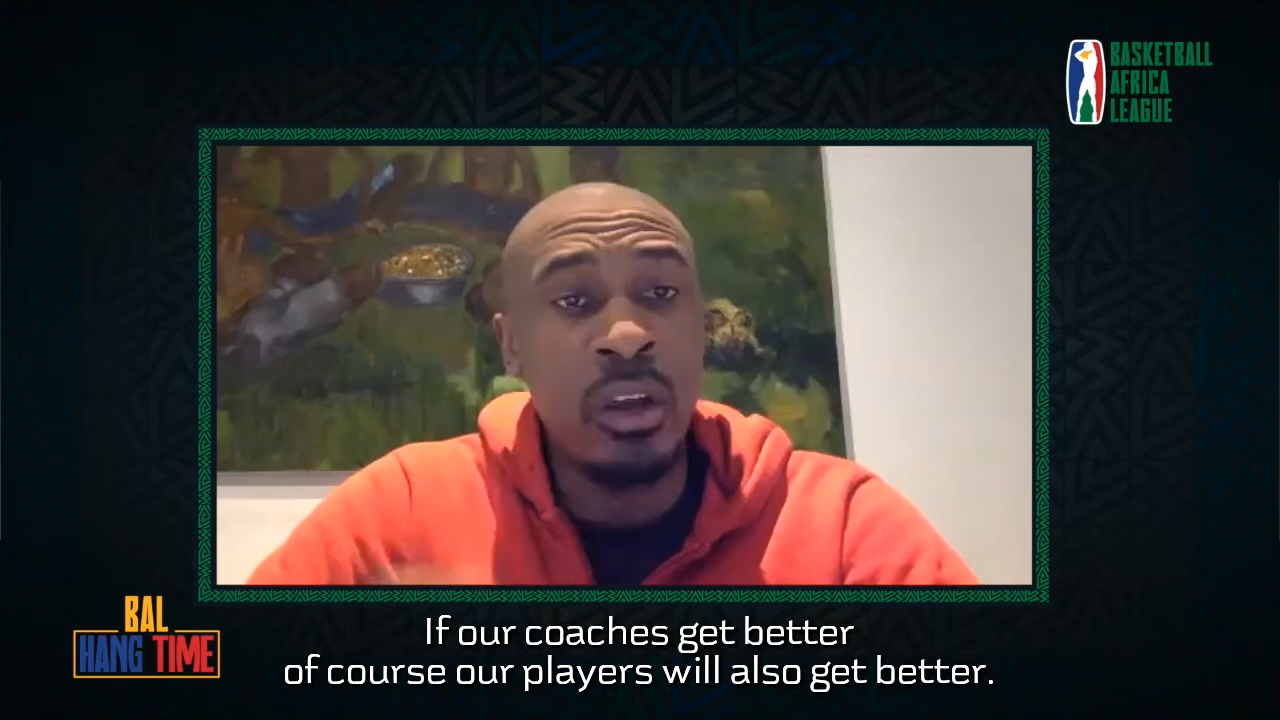 BASKETBALL
AFRICA
LEAGUE
BAL
HANG TIME
If our coaches get better
of course our players will also get better.